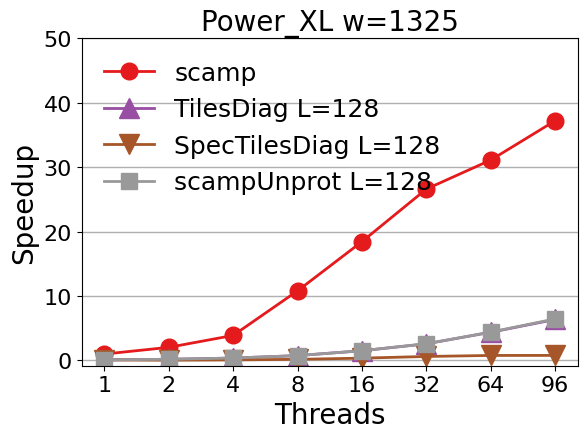 Power_XL w=1325
50
40
30
20
10
0
Speedup
scamp
TilesDiag L=128
SpecTilesDiag L=128
scampUnprot L=128
1 2 4 8 16 32 64 96
Threads